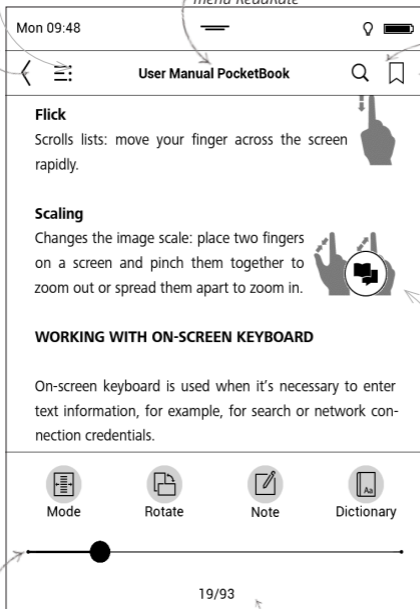 menu ReadRate
Mon 09:48
User Manual PocketBook
Flick
Scrolls lists: move your finger across the screen
rapidly.
Scaling
Changes the image scale: place two fingers
on a screen and pinch them together to
zoom out or spread them apart to zoom in.
WORKING WITH ON-SCREEN KEYBOARD
On-screen keyboard is used when it's necessary to enter
text information, for example, for search or network con-
nection credentials.
Aa
Mode Rotate Note Dictionary
19/93